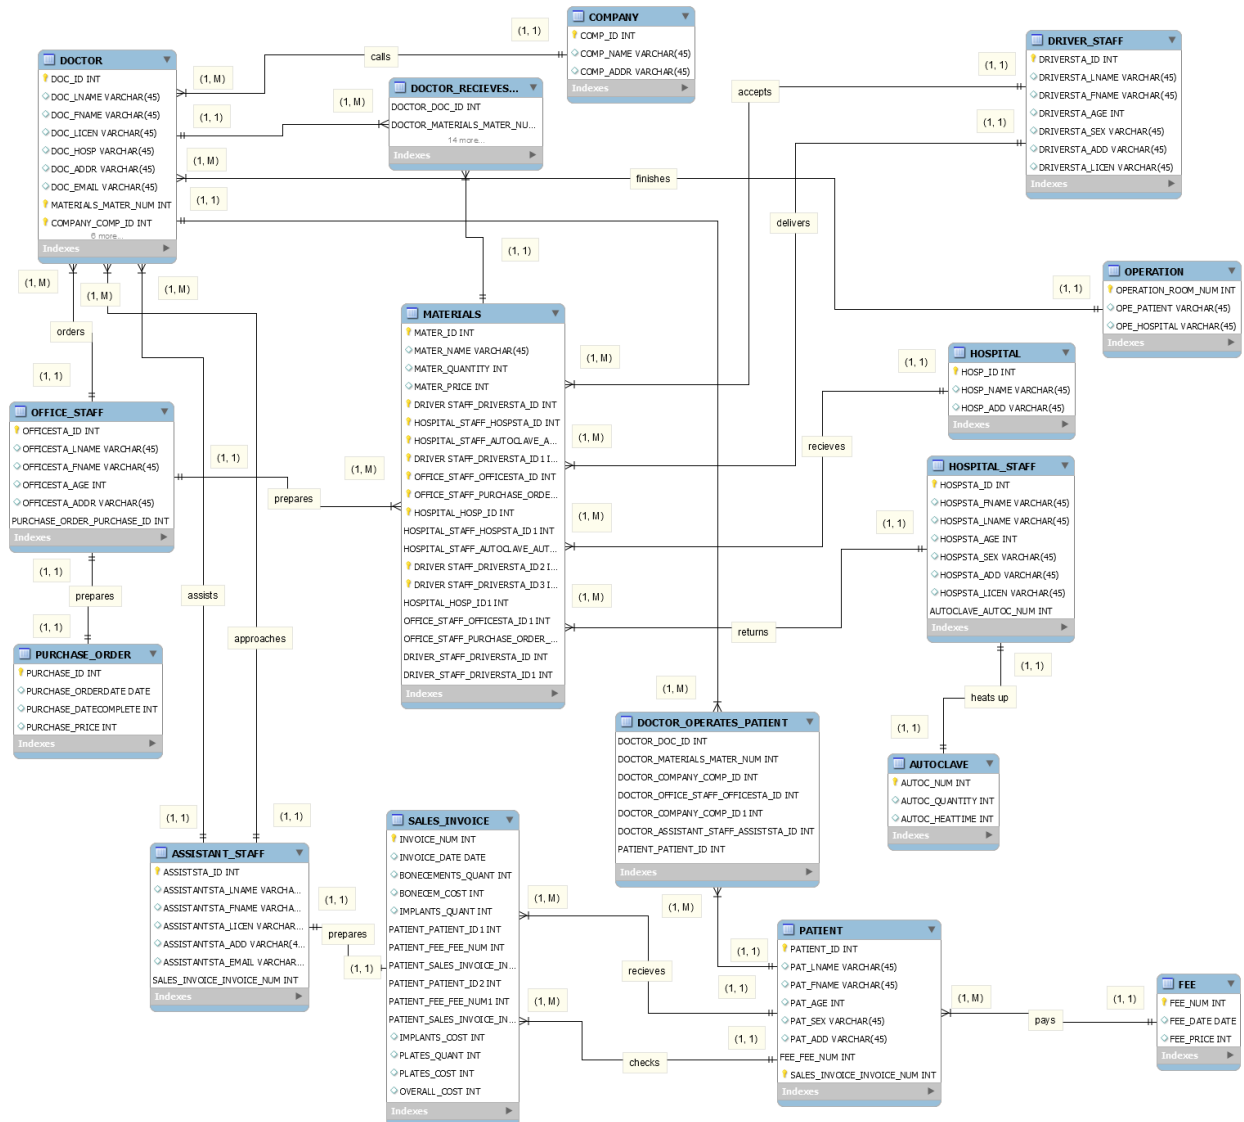 COMPANY
COMP_ID INT
COMP_NAME VARCHAR(45)
COMP_ADDR VARCHAR(45)
Indexes
(1, 1)
calls
DOCTOR
DOC_ID INT
DOC_LNAME VARCHAR(45)
DOC_FNAME VARCHAR(45)
DOC_LICEN VARCHAR(45)
DOC_HOSP VARCHAR(45)
DOC_ADDR VARCHAR(45)
DOC_EMAIL VARCHAR(45)
MATERIALS_MATER_NUM INT
COMPANY_COMP_ID INT
6 more...
Indexes
(1, M)
(1, 1)
(1, M)
(1, 1)
DOCTOR_RECIEVES...
DOCTOR_DOC_ID INT
DOCTOR_MATERIALS_MATER_NU...
14 more...
Indexes
(1, M)
(1, 1)
DRIVER_STAFF
DRIVERSTA_ID INT
DRIVERSTA_LNAME VARCHAR(45)
DRIVERSTA_FNAME VARCHAR(45)
DRIVERSTA_AGE INT
DRIVERSTA_SEX VARCHAR(45)
DRIVERSTA_ADD VARCHAR(45)
DRIVERSTA_LICEN VARCHAR(45)
Indexes
(1, 1)
(1, 1)
accepts
finishes
delivers
OPERATION
OPERATION_ROOM_NUM INT
OPE_PATIENT VARCHAR(45)
OPE_HOSPITAL VARCHAR(45)
Indexes
(1, 1)
(1, M)
(1, M)
(1, M)
orders
(1, 1)
OFFICE_STAFF
OFFICESTA_ID INT
OFFICESTA_LNAME VARCHAR(45)
OFFICESTA_FNAME VARCHAR(45)
OFFICESTA_AGE INT
OFFICESTA_ADDR VARCHAR(45)
PURCHASE_ORDER_PURCHASE_ID INT
Indexes
(1, 1)
prepares
(1, M)
MATERIALS
MATER_ID INT
MATER_NAME VARCHAR(45)
MATER_QUANTITY INT
MATER_PRICE INT
DRIVER STAFF_DRIVERSTA_ID INT
HOSPITAL_STAFF_HOSPSTA_ID INT
HOSPITAL_STAFF_AUTOCLAVE_A...
DRIVER STAFF_DRIVERSTA_ID1 I...
OFFICE_STAFF_OFFICESTA_ID INT
OFFICE_STAFF_PURCHASE_ORDE...
HOSPITAL_HOSP_ID INT
HOSPITAL_STAFF_HOSPSTA_ID1 INT
HOSPITAL_STAFF_AUTOCLAVE_AUT...
DRIVER STAFF_DRIVERSTA_ID2 I...
DRIVER STAFF_DRIVERSTA_ID3 I...
HOSPITAL_HOSP_ID1 INT
OFFICE_STAFF_OFFICESTA_ID1 INT
OFFICE_STAFF_PURCHASE_ORDER_...
DRIVER_STAFF_DRIVERSTA_ID INT
DRIVER_STAFF_DRIVERSTA_ID1 INT
Indexes
(1, M)
(1, M)
(1, M)
(1, M)
HOSPITAL
HOSP_ID INT
HOSP_NAME VARCHAR(45)
HOSP_ADD VARCHAR(45)
Indexes
(1, 1)
recieves
HOSPITAL_STAFF
HOSPSTA_ID INT
HOSPSTA_FNAME VARCHAR(45)
HOSPSTA_LNAME VARCHAR(45)
HOSPSTA_AGE INT
HOSPSTA_SEX VARCHAR(45)
HOSPSTA_ADD VARCHAR(45)
HOSPSTA_LICEN VARCHAR(45)
AUTOCLAVE_AUTOC_NUM INT
Indexes
(1, 1)
returns
(1, 1)
heats up
(1, 1)
AUTOCLAVE
AUTOC_NUM INT
AUTOC_QUANTITY INT
AUTOC_HEATTIME INT
Indexes
(1, 1)
prepares
(1, 1)
assists
approaches
PURCHASE_ORDER
PURCHASE_ID INT
PURCHASE_ORDERDATE DATE
PURCHASE_DATECOMPLETE INT
PURCHASE_PRICE INT
Indexes
(1, M)
DOCTOR_OPERATES_PATIENT
DOCTOR_DOC_ID INT
DOCTOR_MATERIALS_MATER_NUM INT
DOCTOR_COMPANY_COMP_ID INT
DOCTOR_OFFICE_STAFF_OFFICESTA_ID INT
DOCTOR_COMPANY_COMP_ID1 INT
DOCTOR_ASSISTANT_STAFF_ASSISTSTA_ID INT
PATIENT_PATIENT_ID INT
Indexes
(1, M)
(1, 1)
(1, 1)
ASSISTANT_STAFF
ASSISTSTA_ID INT
ASSISTANTSTA_LNAME VARCHA...
ASSISTANTSTA_FNAME VARCHA...
ASSISTANTSTA_LICEN VARCHAR...
ASSISTANTSTA_ADD VARCHAR(4...
ASSISTANTSTA_EMAIL VARCHAR...
SALES_INVOICE_INVOICE_NUM INT
Indexes
(1, 1)
prepares
(1, 1)
SALES_INVOICE
INVOICE_NUM INT
INVOICE_DATE DATE
BONECEMENTS_QUANT INT
BONECEM_COST INT
IMPLANTS_QUANT INT
PATIENT_PATIENT_ID1 INT
PATIENT_FEE_FEE_NUM INT
PATIENT_SALES_INVOICE_IN...
PATIENT_PATIENT_ID2 INT
PATIENT_FEE_FEE_NUM1 INT
PATIENT_SALES_INVOICE_IN...
IMPLANTS_COST INT
PLATES_QUANT INT
PLATES_COST INT
OVERALL_COST INT
Indexes
(1, M)
recieves
(1, M)
checks
(1, 1)
(1, 1)
(1, 1)
PATIENT
PATIENT_ID INT
PAT_LNAME VARCHAR(45)
PAT_FNAME VARCHAR(45)
PAT_AGE INT
PAT_SEX VARCHAR(45)
PAT_ADD VARCHAR(45)
FEE_FEE_NUM INT
SALES_INVOICE_INVOICE_NUM INT
Indexes
(1, M)
pays
(1, 1)
FEE
FEE_NUM INT
FEE_DATE DATE
FEE_PRICE INT
Indexes